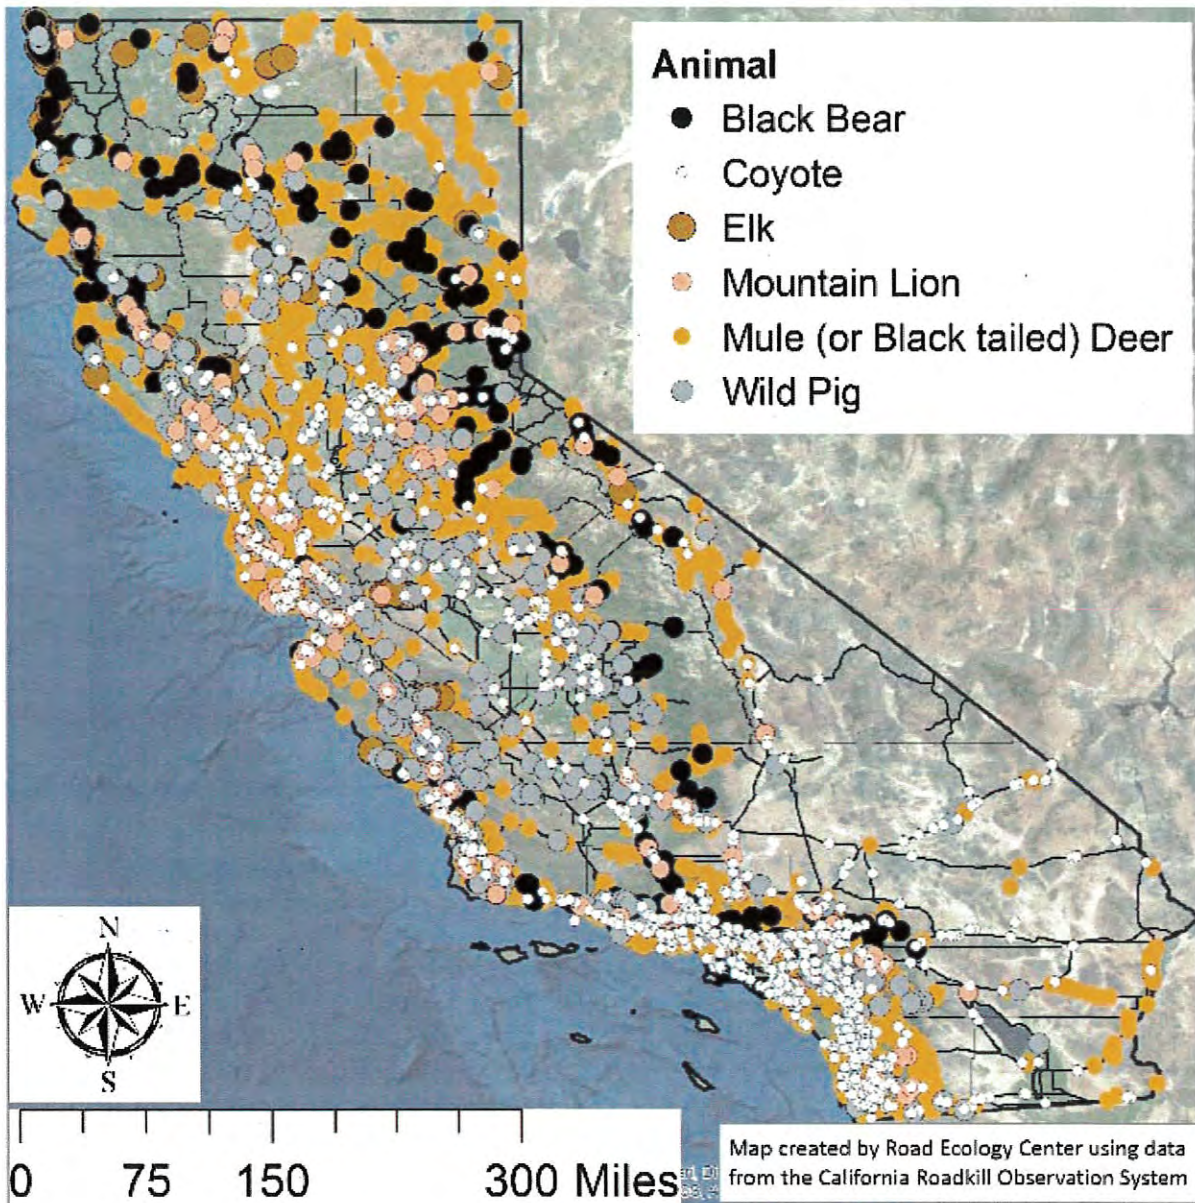 Animal
Black Bear
Coyote
Elk
Mountain Lion
Mule (or Black tailed) Deer
Wild Pig
N
W E
S
0 75 150 300 Miles
Map created by Road Ecology Center using data
from the California Roadkill Observation System